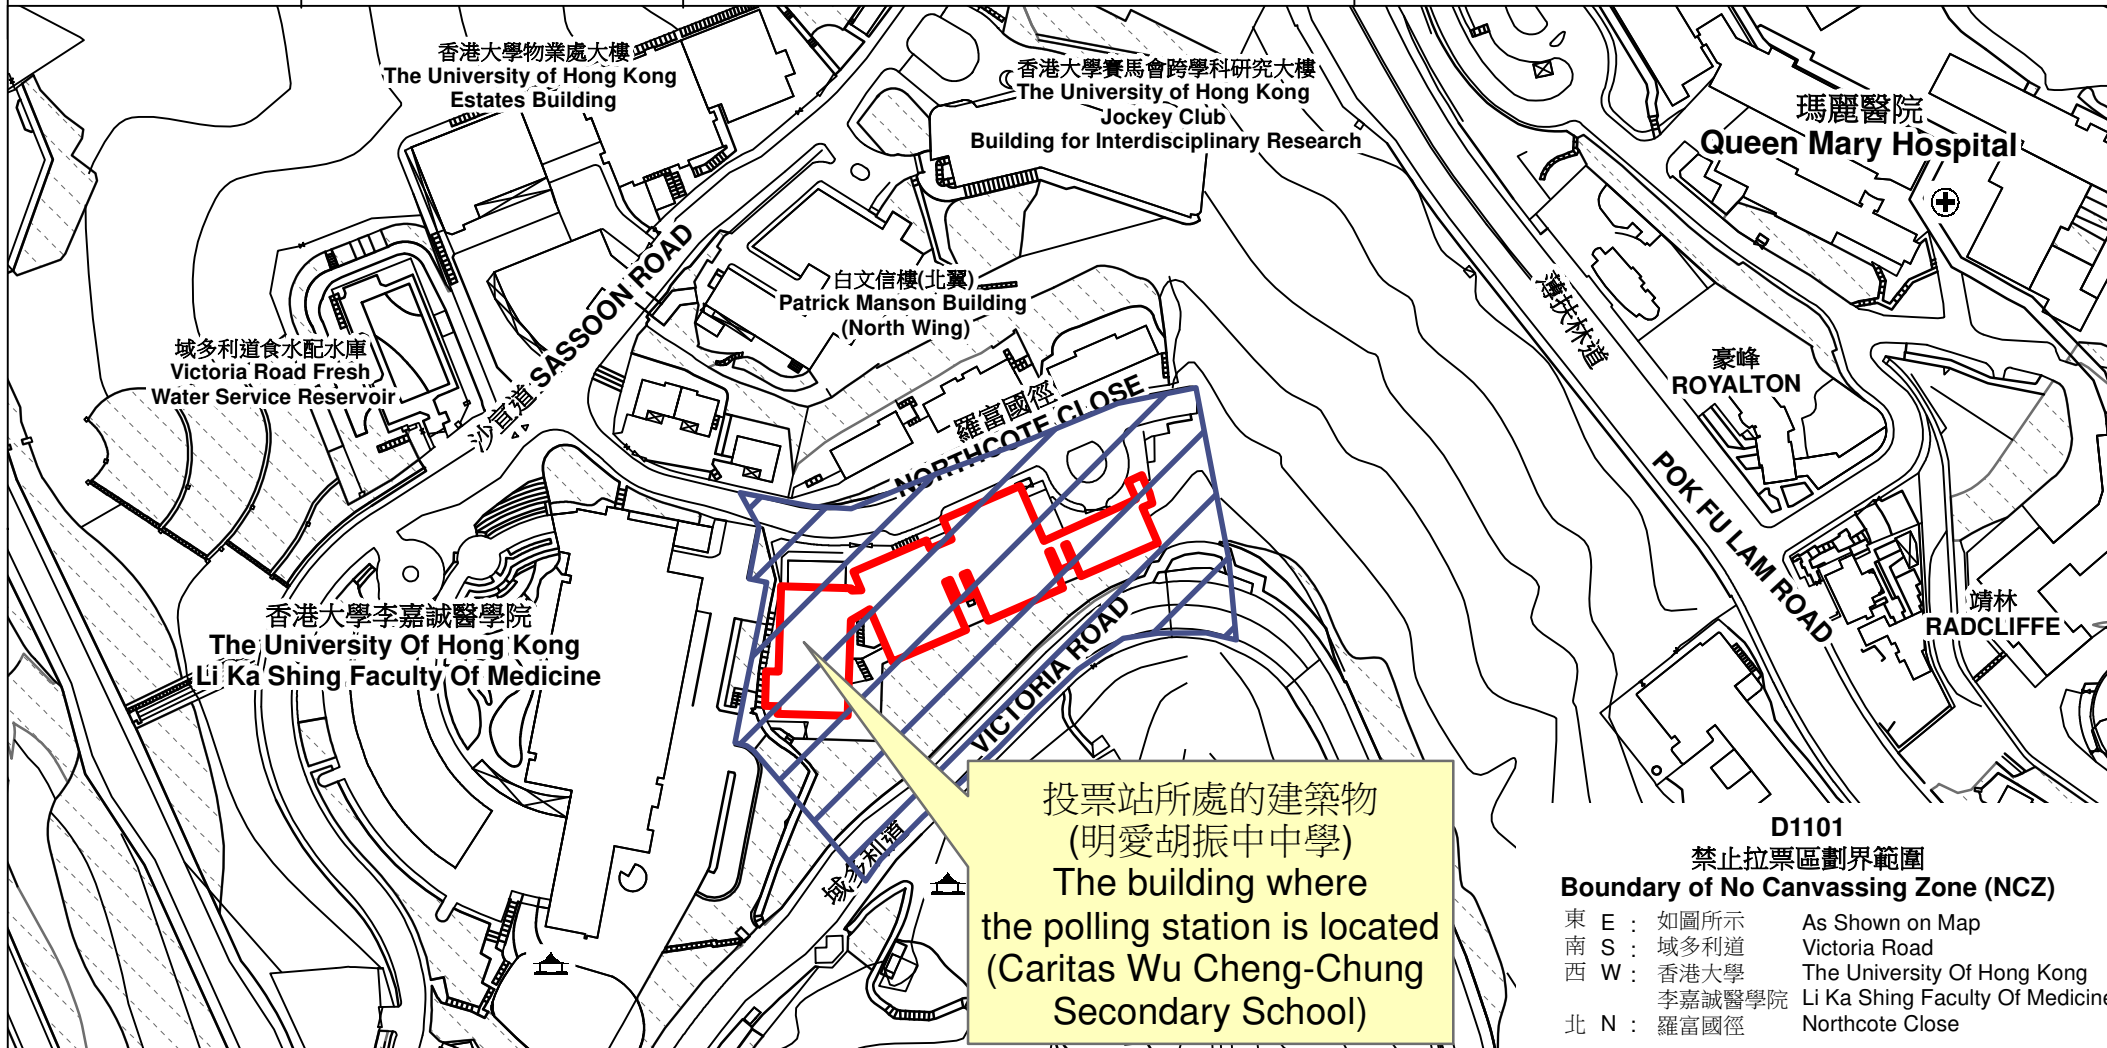 香港大學物業處大樓
The University of Hong Kong
Estates Building
香港大學賽馬會跨學科研究大樓
The University of Hong Kong
Jockey Club
Building for Interdisciplinary Research
瑪麗醫院
Queen Mary Hospital
白文信樓(北翼)
Patrick Manson Building
(North Wing)
域多利道食水配水庫
Victoria Road Fresh
Water Service Reservoir
沙宣道 SASSOON ROAD
羅富國徑
NORTHCOTE CLOSE
薄扶林道
POK FU LAM ROAD
豪峰
ROYALTON
靖林
RADCLIFFE
香港大學李嘉誠醫學院
The University Of Hong Kong
Li Ka Shing Faculty Of Medicine
VICTORIA ROAD
域多利道
投票站所處的建築物
(明愛胡振中中學)
The building where
the polling station is located
(Caritas Wu Cheng-Chung
Secondary School)
D1101
禁止拉票區劃界範圍
Boundary of No Canvassing Zone (NCZ)
東 E : 如圖所示 As Shown on Map
南 S : 域多利道 Victoria Road
西 W : 香港大學 The University Of Hong Kong
李嘉誠醫學院 Li Ka Shing Faculty Of Medicine
北 N : 羅富國徑 Northcote Close